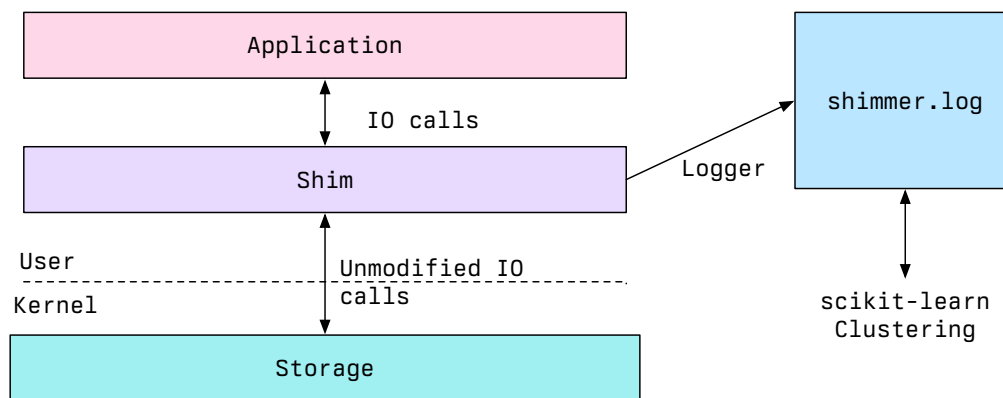 Application
IO calls
shimmer.log
Shim
Logger
User
Unmodified IO
calls
Kernel
scikit-learn
Clustering
Storage